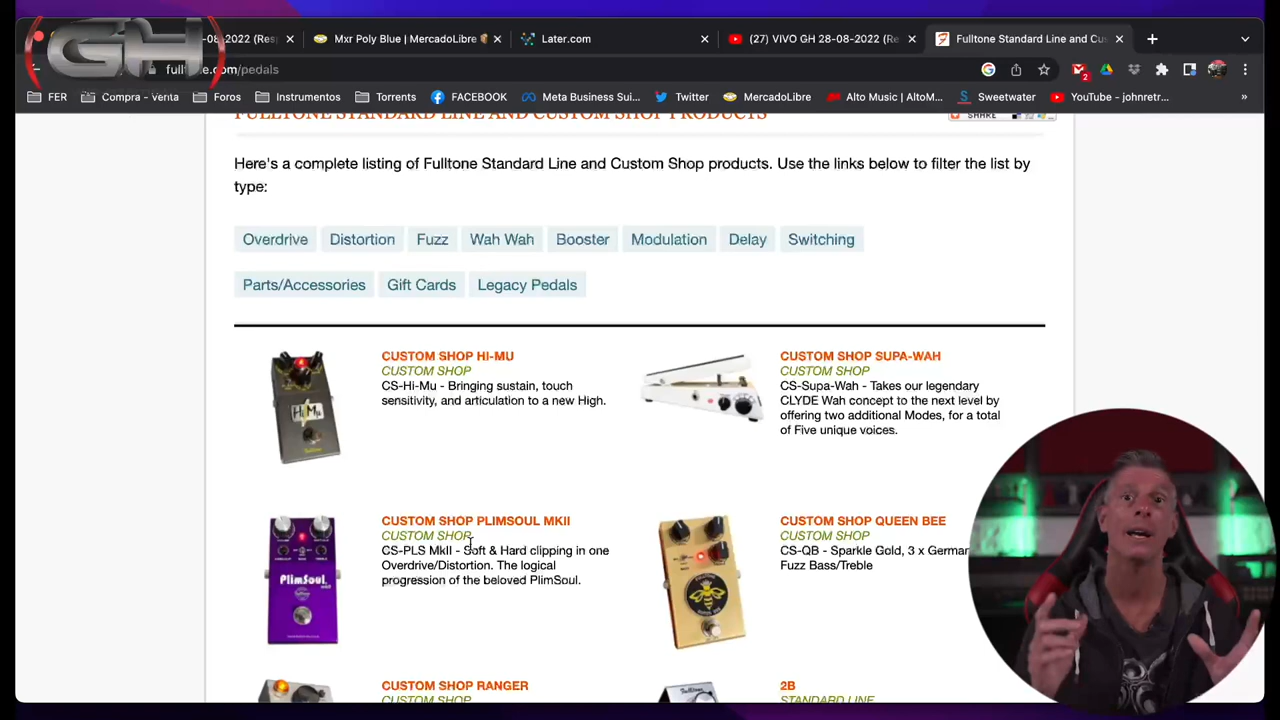 GH
08-2022 (Res
Mxr Poly Blue | MercadoLibre
Later.com
(27) VIVO GH 28-08-2022 (Re
Fulltone Standard Line and Cus
.com/pedals
2
FER
Compra - Venta
Foros
Instrumentos
Torrents
FACEBOOK
Meta Business Sui...
Twitter
MercadoLibre
Alto Music | AltoM...
Sweetwater
YouTube - johnretr...
»
FULLTONE STANDARD LINE AND CUSTOM SHOP PRODUCTS
SHARE
Here's a complete listing of Fulltone Standard Line and Custom Shop products. Use the links below to filter the list by
type:
Overdrive
Distortion
Fuzz
Wah Wah
Booster
Modulation
Delay
Switching
Parts/Accessories
Gift Cards
Legacy Pedals
CUSTOM SHOP HI-MU
CUSTOM SHOP
CS-Hi-Mu - Bringing sustain, touch
sensitivity, and articulation to a new High.
Hi Mu
CUSTOM SHOP SUPA-WAH
CUSTOM SHOP
CS-Supa-Wah - Takes our legendary
CLYDE Wah concept to the next level by
offering two additional Modes, for a total
of Five unique voices.
CUSTOM SHOP PLIMSOUL MKII
CUSTOM SHOP
CS-PLS MkII - Soft & Hard clipping in one
Overdrive/Distortion. The logical
progression of the beloved PlimSoul.
PlimSoul
CUSTOM SHOP QUEEN BEE
CUSTOM SHOP
CS-QB - Sparkle Gold, 3 x German
Fuzz Bass/Treble
CUSTOM SHOP RANGER
CUSTOM SHOP
2B
STANDARD LINE